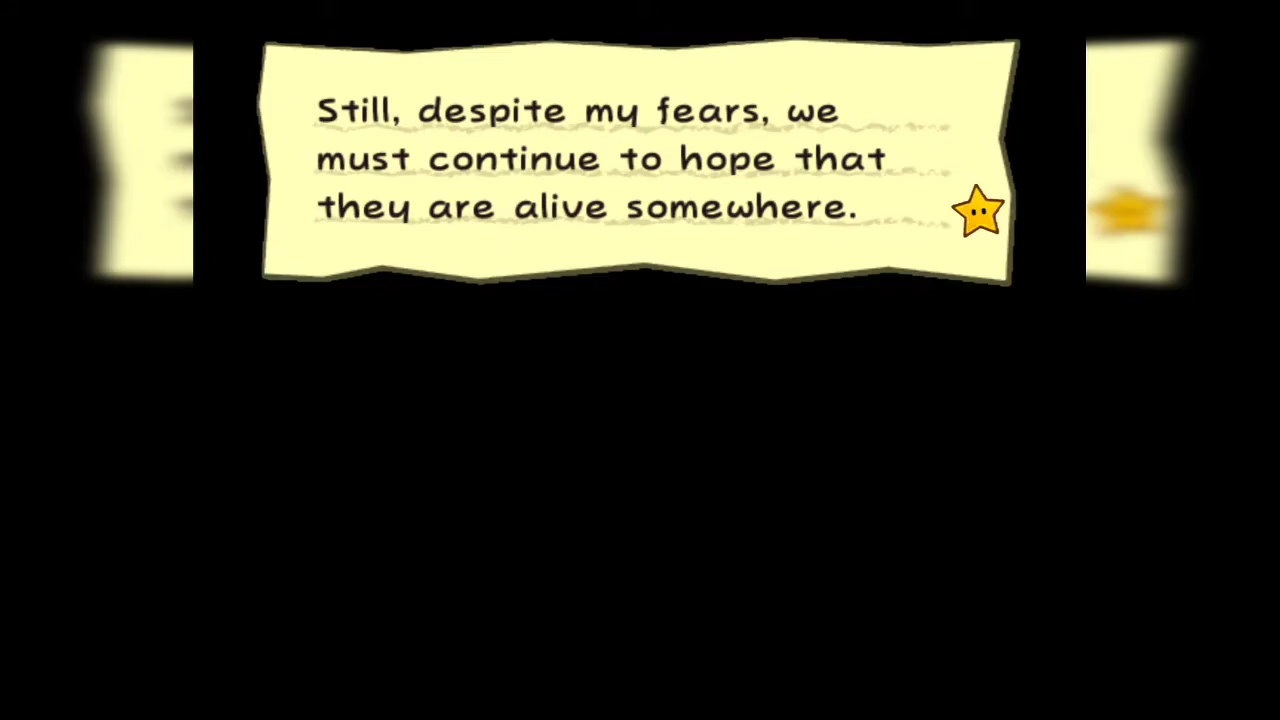 Still, despite my fears, we
must continue to hope that
they are alive somewhere.